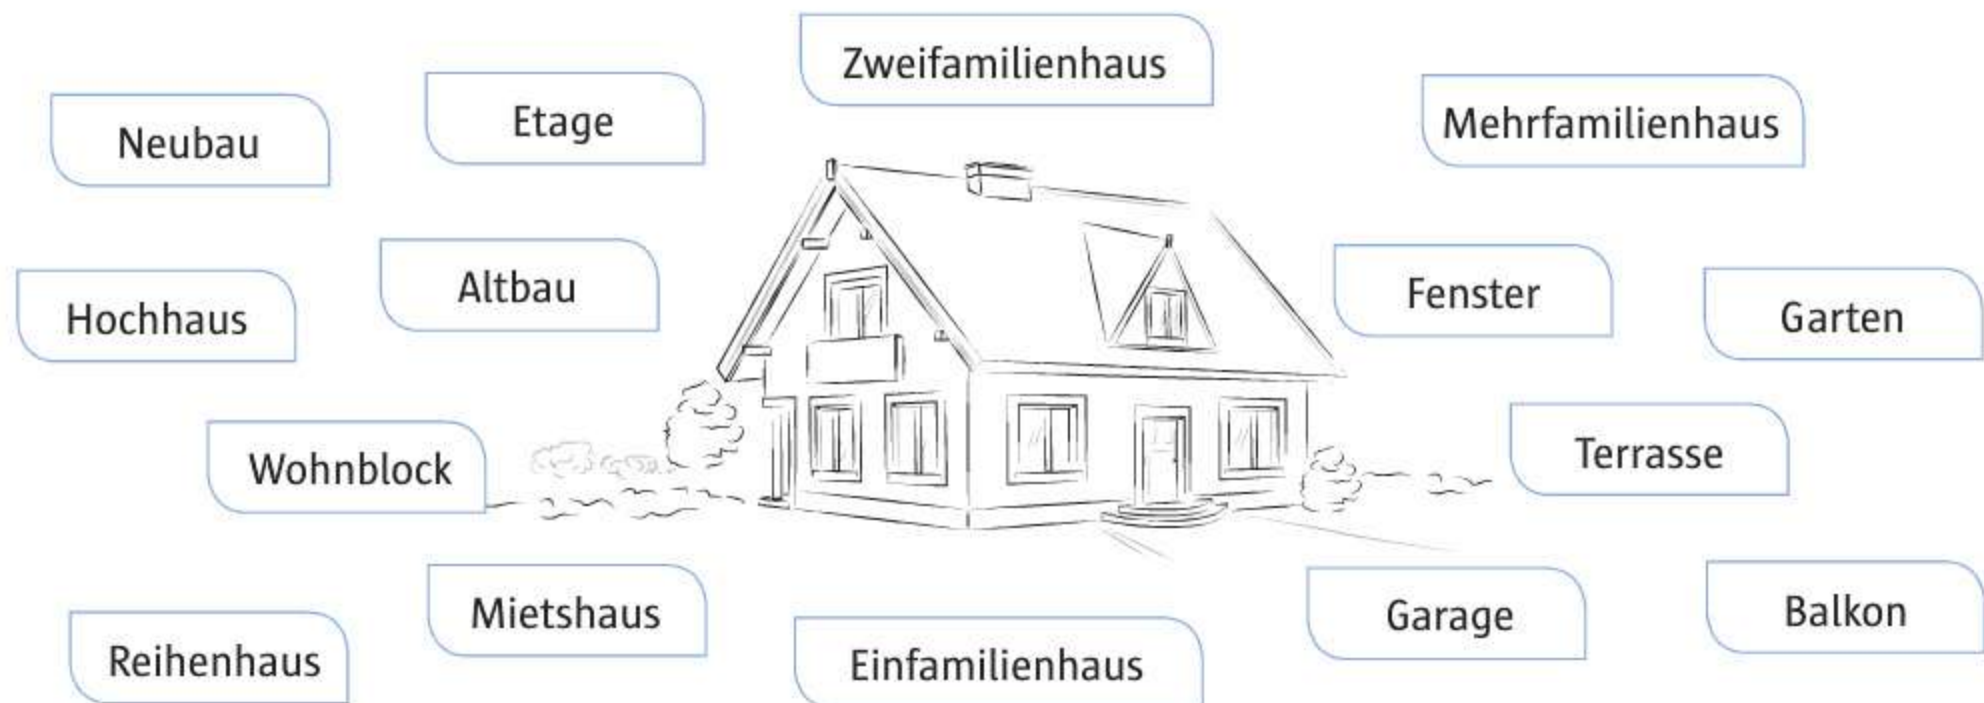 Zweifamilienhaus
Neubau
Etage
Mehrfamilienhaus
Hochhaus
Altbau
Fenster
Garten
Wohnblock
Terrasse
Reihenhaus
Mietshaus
Einfamilienhaus
Garage
Balkon